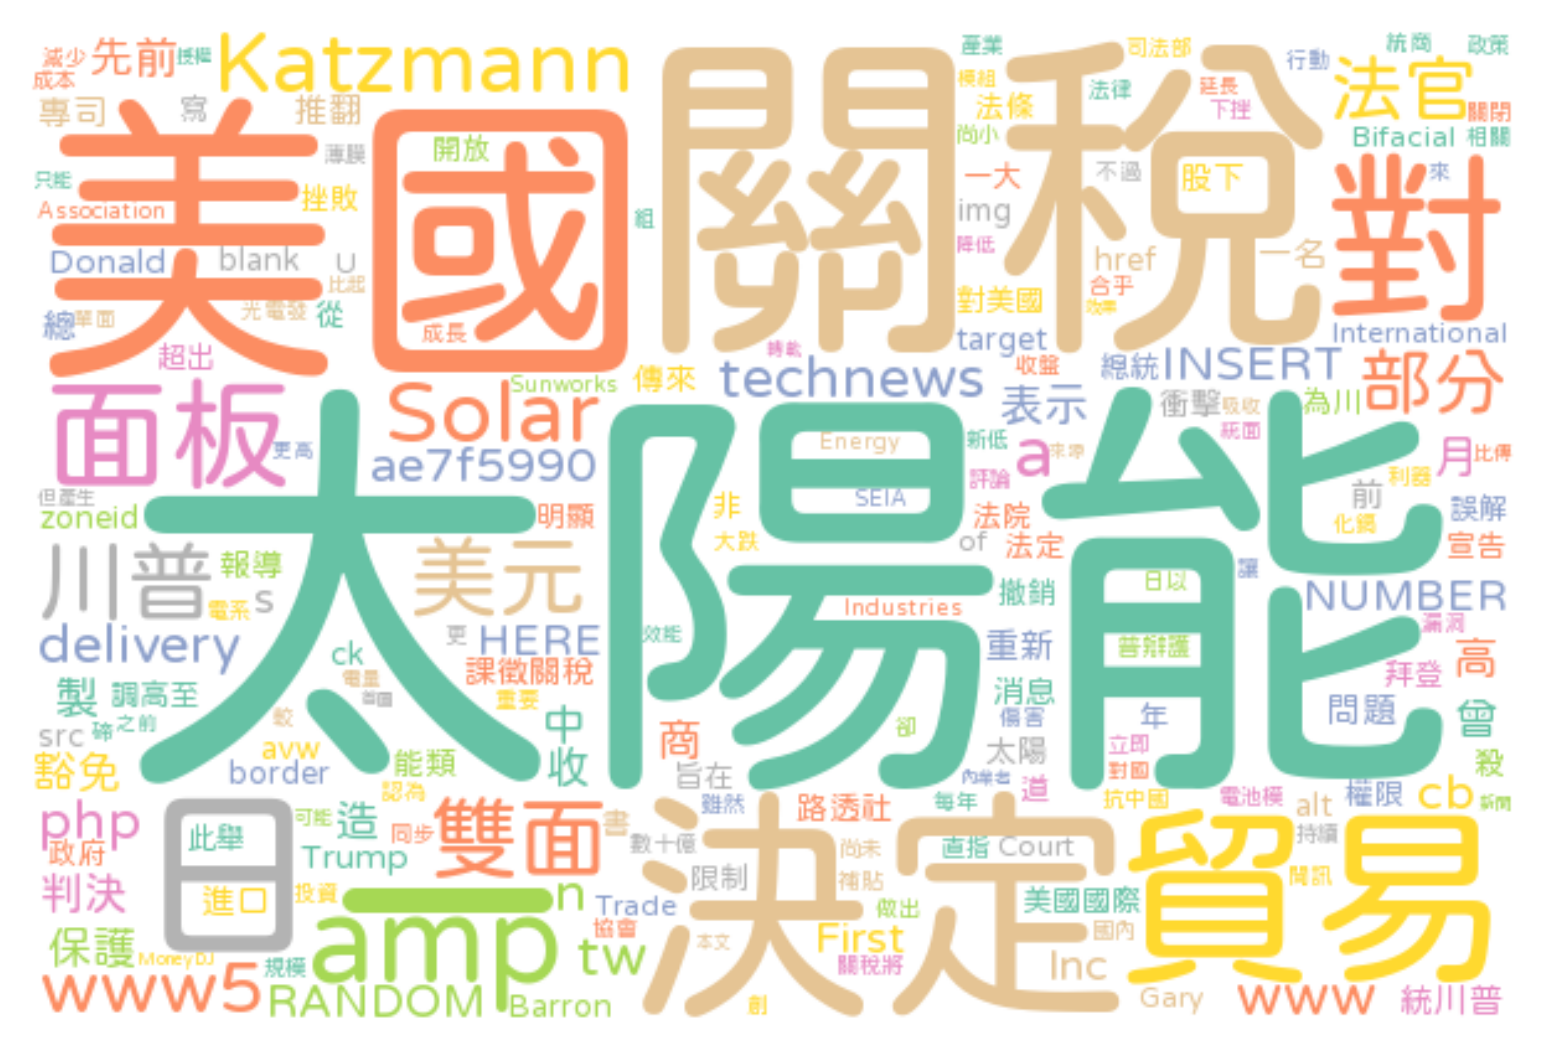 減少 先前 授權 Katzmann 關稅 產業 司法部 行動 統商 政策
成本 模組 法律 延長 法官
專司 寫 推翻 法條 下挫 關閉
美國 開放 尚小 Bifacial 相關
薄膜 一大 不過 股下 對 來
只能 挫敗
Association 組 img
Donald blank u 降低 href 一名
比起 對美國 合乎
總 單面 光電發 從 效果
成長 target International
超出 轉載 收盤 總統 INSERT 部分
面板 Solar Sunworks 傳來 technews 表示 衝擊 吸收 為川
太陽能 Energy 新低 統面
更高 ae7f5990 a 來源 月 比傳
評論 利器
但產生 SEIA 前
zoneid 明顯 非 法院 化鎘 誤解
大跌 of 法定 宣告
川普 報導 美元 讓
電系 s Industries 撤銷 日以 NUMBER
delivery 更 HERE 效能 重新 普辯護 漏洞
ck 課徵關稅 拜登 高
製 調高至 電量 重要 消息
碲 之前 較 中 傷害 年 問題 曾
src 商 卻 太陽 立即
豁免 avw 能類 收 旨在 對國 殺
border 內業者
認為 道 抗中國 電池模 權限 cb 新聞
php 日 可能 造 雙面 書 雖然 路透社 每年 alt
政府 此舉 同步 數十億 決定 尚未 直指 Court 持續 貿易
Trump
判決 進口 投資 限制 補貼 聞訊
amp n Trade 做出 美國國際
保護 協會 First 國內
MoneyDJ 規模 tw 本文 關稅將 Inc
www5 RANDOM Barron 創 Gary www 統川普